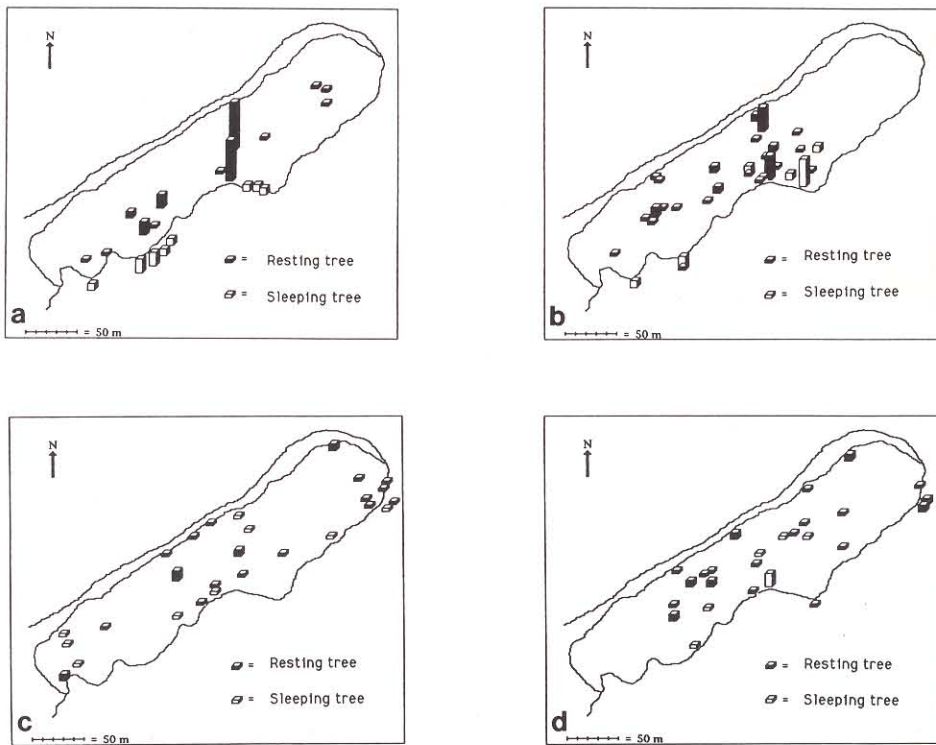 N
= Resting tree
= Sleeping tree
a
= 50 m
N
= Resting tree
= Sleeping tree
b
= 50 m
N
= Resting tree
= Sleeping tree
c
= 50 m
N
= Resting tree
= Sleeping tree
d
= 50 m